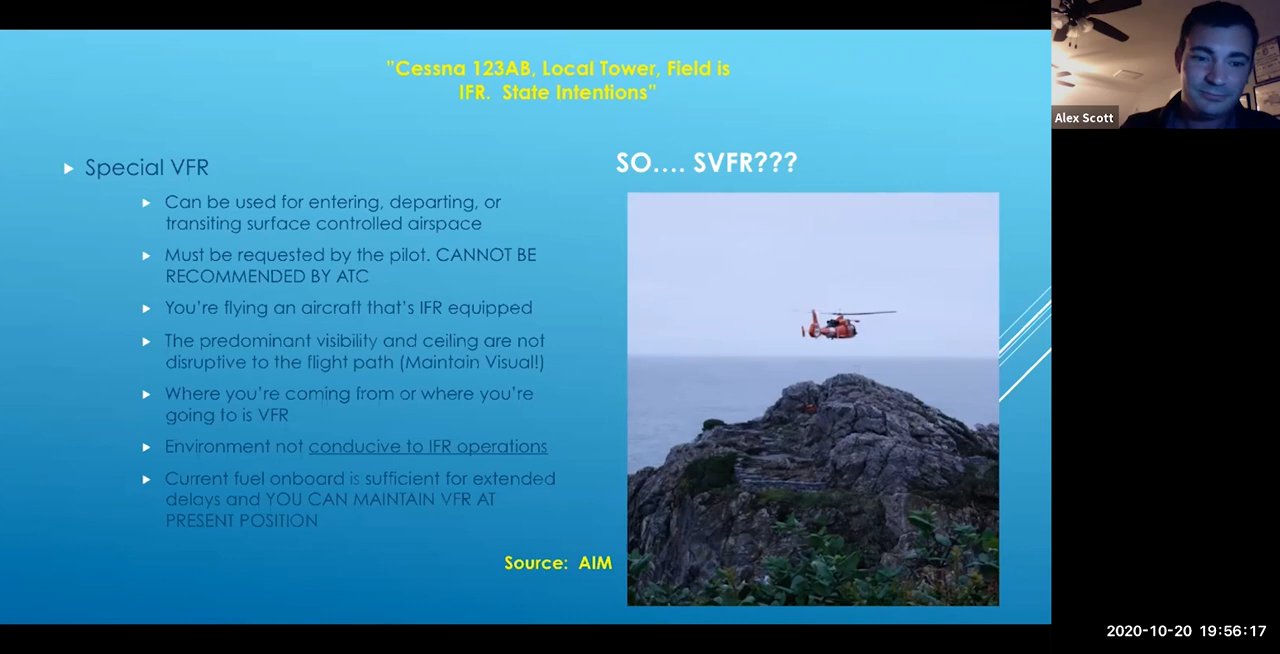 ”Cessna 123AB, Local Tower, Field is
IFR. State Intentions”
Alex Scott
Special VFR
Can be used for entering, departing, or
transiting surface controlled airspace
Must be requested by the pilot. CANNOT BE
RECOMMENDED BY ATC
You’re flying an aircraft that’s IFR equipped
The predominant visibility and ceiling are not
disruptive to the flight path (Maintain Visual!)
Where you’re coming from or where you’re
going to is VFR
Environment not conducive to IFR operations
Current fuel onboard is sufficient for extended
delays and YOU CAN MAINTAIN VFR AT
PRESENT POSITION
SO.... SVFR???
Source: AIM
2020-10-20 19:56:17